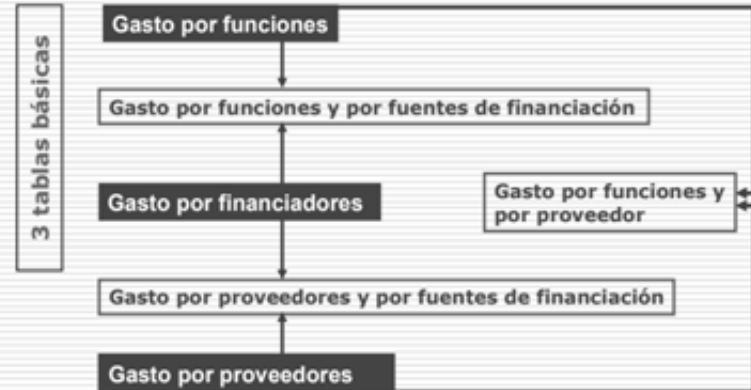 3 tablas básicas
Gasto por funciones
Gasto por funciones y por fuentes de financiación
Gasto por financiadores
Gasto por funciones y
por proveedor
Gasto por proveedores y por fuentes de financiación
Gasto por proveedores